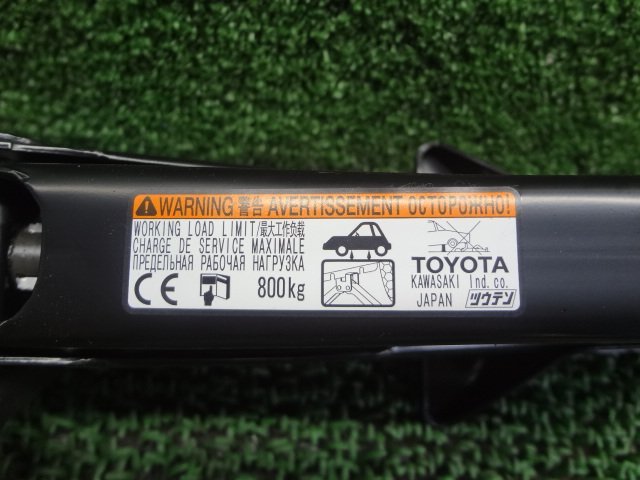 WARNING 警告 AVERTISSEMENT ОСТОРОЖНО!
WORKING LOAD LIMIT/最大工作负载
CHARGE DE SERVICE MAXIMALE
ПРЕДЕЛЬНАЯ РАБОЧАЯ НАГРУЗКА
CE 800kg
TOYOTA
KAWASAKI Ind. co.
JAPAN ツウテン